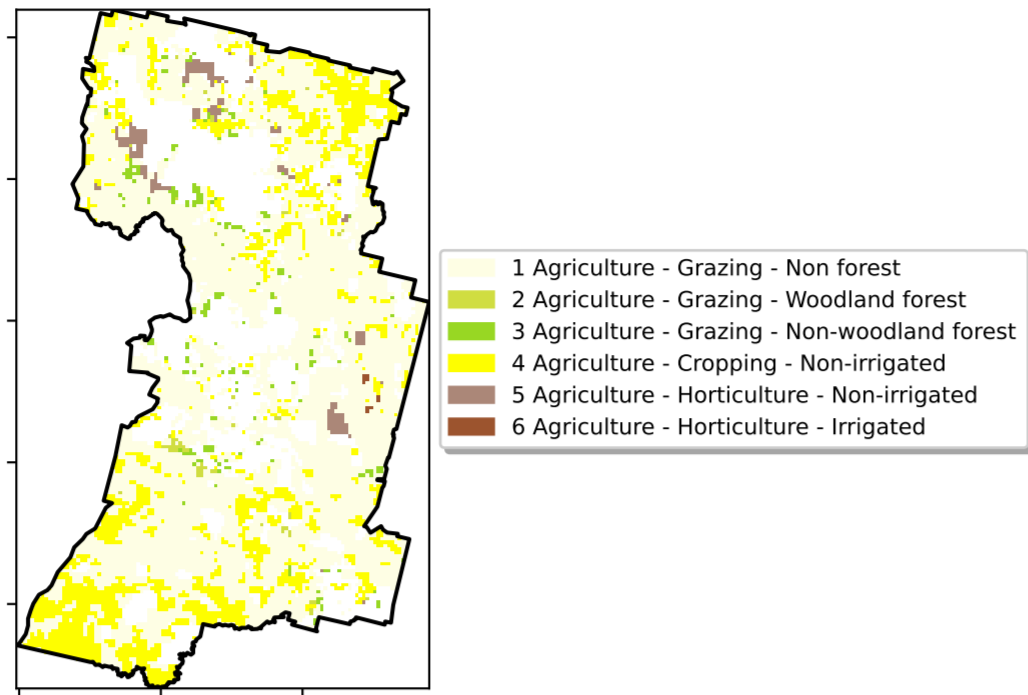 1 Agriculture - Grazing - Non forest
2 Agriculture - Grazing - Woodland forest
3 Agriculture - Grazing - Non-woodland forest
4 Agriculture - Cropping - Non-irrigated
5 Agriculture - Horticulture - Non-irrigated
6 Agriculture - Horticulture - Irrigated